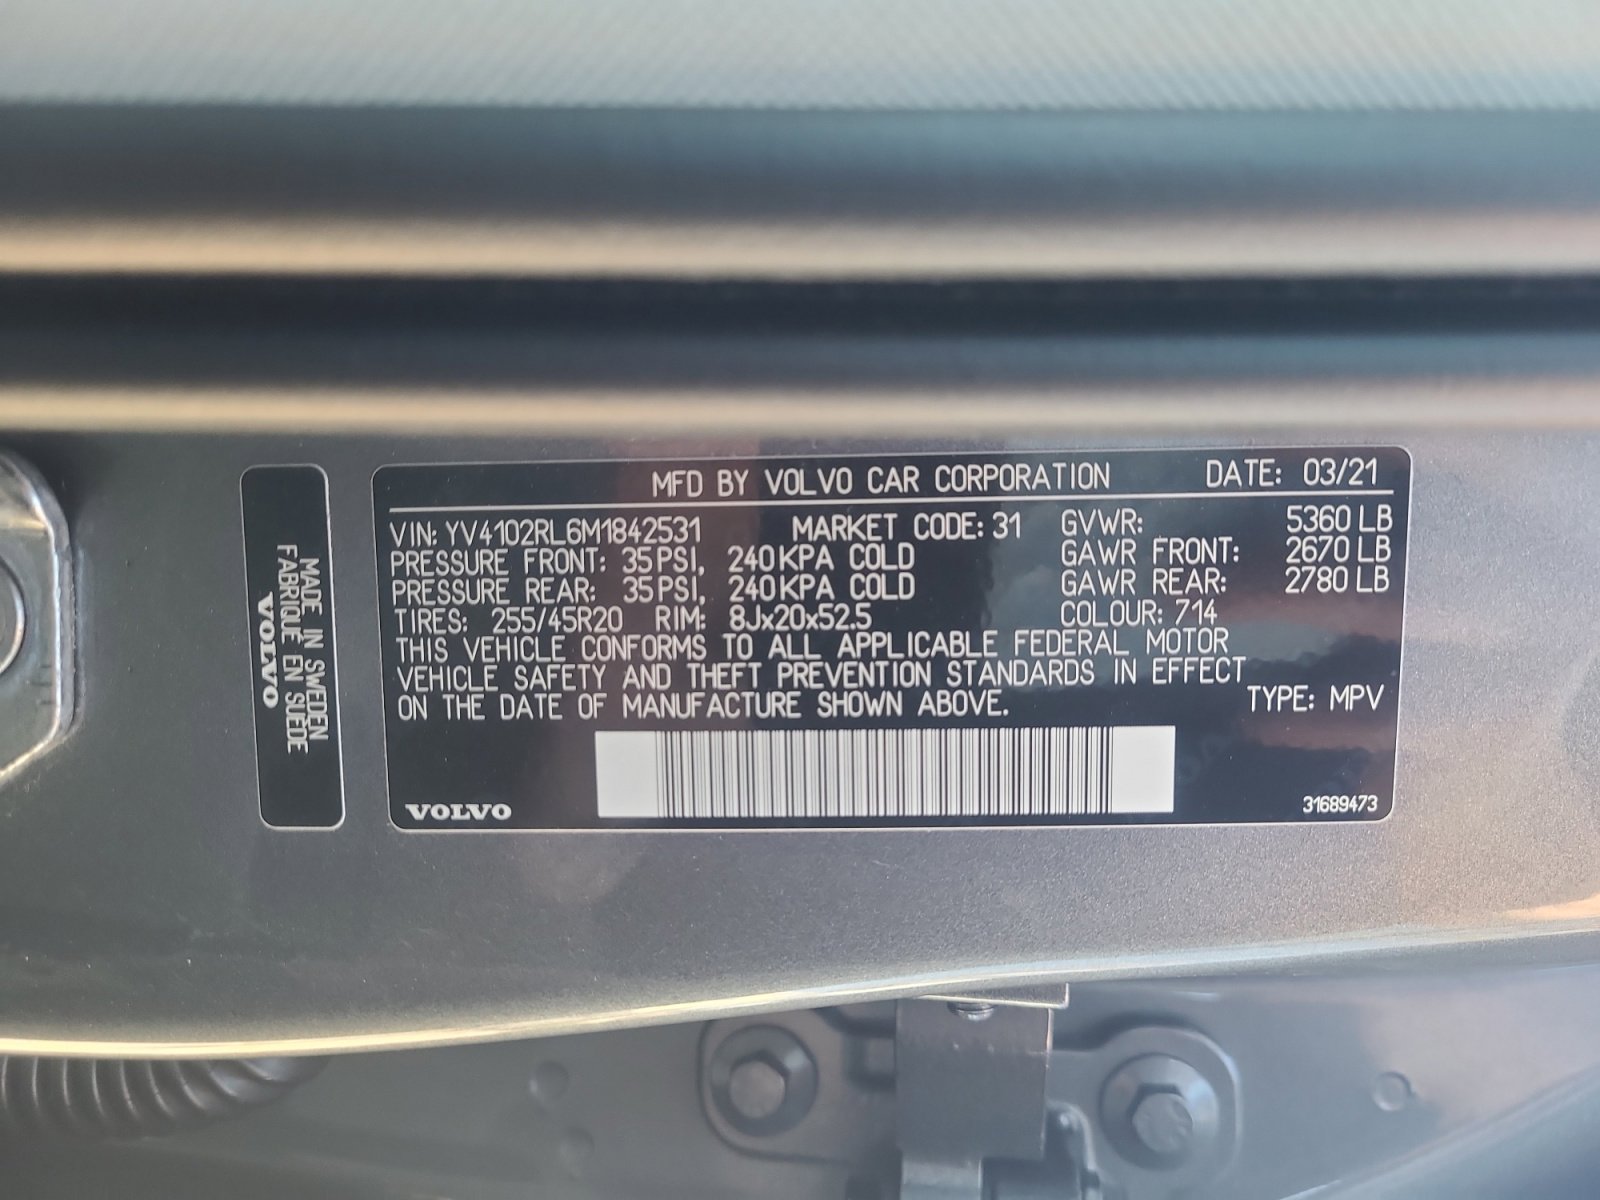 MFD BY VOLVO CAR CORPORATION DATE: 03/21
VIN: YV4102RL6M1842531 MARKET CODE: 31 GVWR: 5360 LB
PRESSURE FRONT: 35 PSI, 240 KPA COLD GAWR FRONT: 2670 LB
PRESSURE REAR: 35 PSI, 240 KPA COLD GAWR REAR: 2780 LB
TIRES: 255/45R20 RIM: 8Jx20x52.5 COLOUR: 714
THIS VEHICLE CONFORMS TO ALL APPLICABLE FEDERAL MOTOR
VEHICLE SAFETY AND THEFT PREVENTION STANDARDS IN EFFECT
ON THE DATE OF MANUFACTURE SHOWN ABOVE. TYPE: MPV
VOLVO 31689473
MADE IN SWEDEN
FABRIQUÉ EN SUÈDE
VOLVO